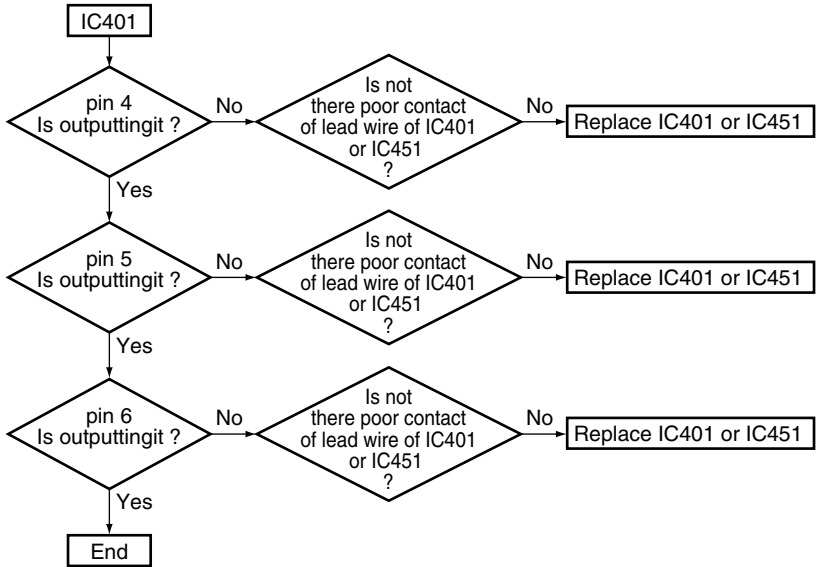 IC401
pin 4
Is outputtingit ?
No
Is not
there poor contact
of lead wire of IC401
or IC451
?
No
Replace IC401 or IC451
Yes
pin 5
Is outputtingit ?
No
Is not
there poor contact
of lead wire of IC401
or IC451
?
No
Replace IC401 or IC451
Yes
pin 6
Is outputtingit ?
No
Is not
there poor contact
of lead wire of IC401
or IC451
?
No
Replace IC401 or IC451
Yes
End